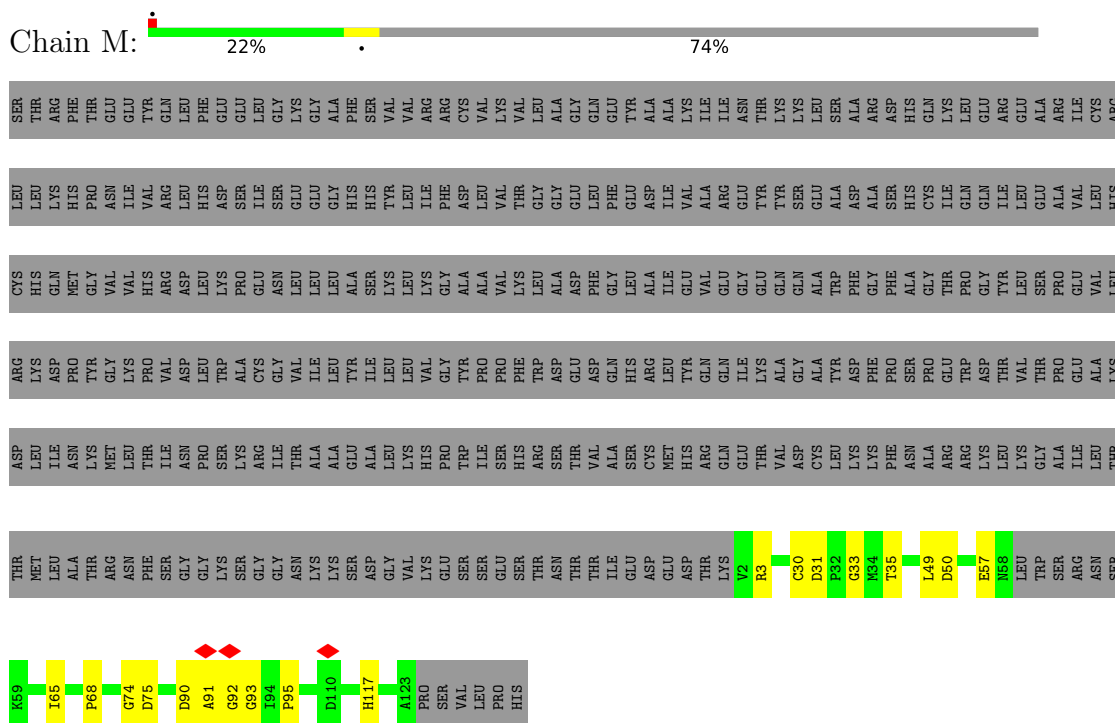 Chain M:
22%
•
•
74%
SER THR ARG PHE THR GLU GLU TYR GLN LEU PHE GLU GLU LEU GLY LYS GLY ALA PHE SER VAL VAL ARG ARG CYS VAL LYS VAL LEU ALA GLY GLN GLU TYR ALA ALA LYS ILE ILE ASN THR LYS LYS LEU SER ALA ARG ASP HIS GLN LYS LEU GLU ARG GLU ALA ARG ILE CYS ARG
LEU LEU LYS HIS PRO ASN ILE VAL ARG LEU HIS ASP SER ILE SER GLU GLU GLY HIS HIS TYR LEU ILE PHE ASP LEU VAL THR GLY GLY GLU LEU PHE GLU ASP ILE VAL ALA ARG GLU TYR TYR SER GLU ALA ASP ALA SER HIS CYS ILE GLN GLN ILE LEU GLU ALA VAL LEU HIS
CYS HIS GLN MET GLY VAL VAL HIS ARG ASP LEU LYS PRO GLU ASN LEU LEU LEU ALA SER LYS LEU LYS GLY ALA ALA VAL LYS LEU ALA ASP PHE GLY LEU ALA ILE GLU VAL GLU GLY GLU GLN GLN ALA TRP PHE GLY PHE ALA GLY THR PRO GLY TYR LEU SER PRO GLU VAL LEU
ARG LYS ASP PRO TYR GLY LYS PRO VAL ASP LEU TRP ALA CYS GLY VAL ILE LEU TYR ILE LEU LEU VAL GLY TYR PRO PRO PHE TRP ASP GLU ASP GLN HIS ARG LEU TYR GLN GLN ILE LYS ALA GLY ALA TYR ASP PHE PRO SER PRO GLU TRP ASP THR VAL THR PRO GLU ALA LYS
ASP LEU ILE ASN LYS MET LEU THR ILE ASN PRO SER LYS ARG ILE THR ALA ALA GLU ALA LEU LYS HIS PRO TRP ILE SER HIS ARG SER THR VAL ALA SER CYS MET HIS ARG GLN GLU THR VAL ASP CYS LEU LYS LYS PHE ASN ALA ARG ARG LYS LEU LYS GLY ALA ILE LEU THR
THR MET LEU ALA THR ARG ASN PHE SER GLY GLY LYS SER GLY GLY ASN LYS LYS SER ASP GLY VAL LYS GLU SER SER GLU SER THR ASN THR THR ILE GLU ASP GLU ASP THR LYS V2 R3 C30 D31 P32 G33 M34 T35 L49 D50 E57 N58 LEU TRP SER ARG ASN SER
K59 I65 P68 G74 D75 D90 A91 G92 G93 I94 P95 D110 H117 A123 PRO SER VAL LEU PRO HIS